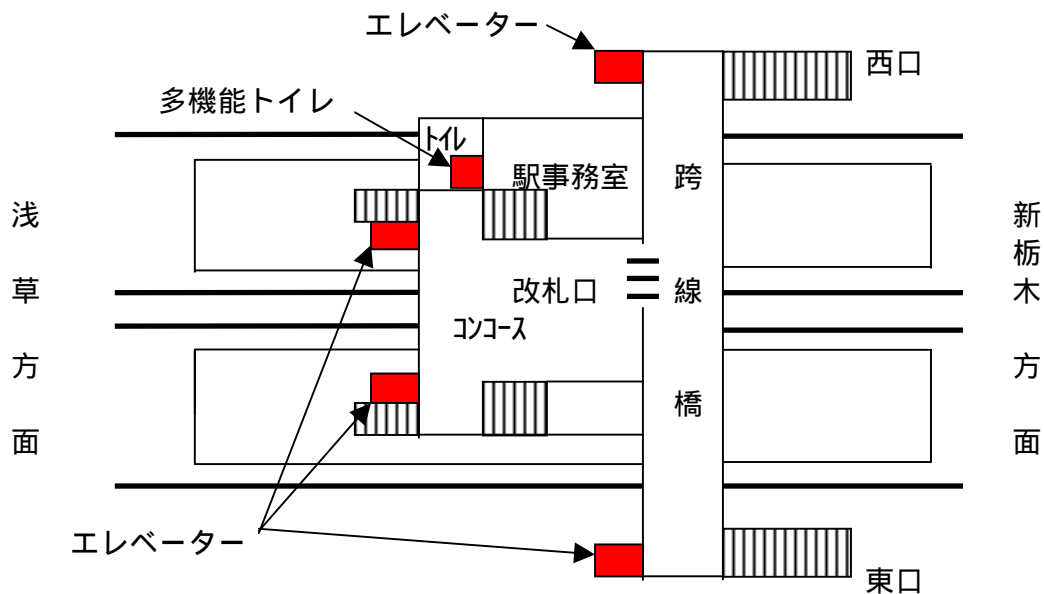 エレベーター
西口
多機能トイレ
トイレ
駅事務室
跨線橋
浅草方面
新栃木方面
改札口
コンコース
エレベーター
東口